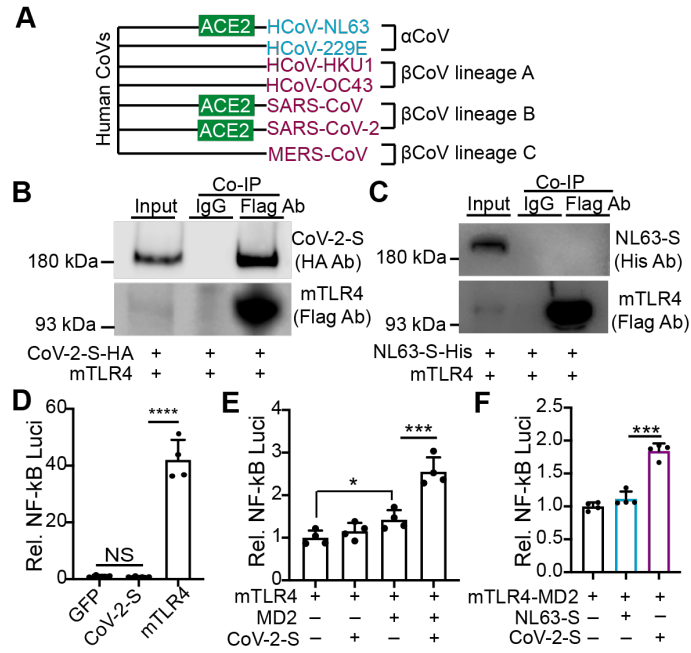 A
Human CoVs
ACE2 HCoV-NL63
HCoV-229E
αCoV
HCoV-HKU1
HCoV-OC43
βCoV lineage A
ACE2 SARS-CoV
ACE2 SARS-CoV-2
βCoV lineage B
MERS-CoV
βCoV lineage C
B
Co-IP
Input IgG Flag Ab
180 kDa
CoV-2-S
(HA Ab)
93 kDa
mTLR4
(Flag Ab)
CoV-2-S-HA + + +
mTLR4 + + +
C
Co-IP
Input IgG Flag Ab
180 kDa
NL63-S
(His Ab)
93 kDa
mTLR4
(Flag Ab)
NL63-S-His + + +
mTLR4 + + +
D
Rel. NF-kB Luci
60
40
20
0
NS
****
GFP
CoV-2-S
mTLR4
E
Rel. NF-kB Luci
4
3
2
1
0
*
***
mTLR4 + + + +
MD2 – – + +
CoV-2-S – + – +
F
Rel. NF-kB Luci
2.5
2.0
1.5
1.0
0.5
0.0
***
mTLR4-MD2 + + +
NL63-S – + –
CoV-2-S – – +